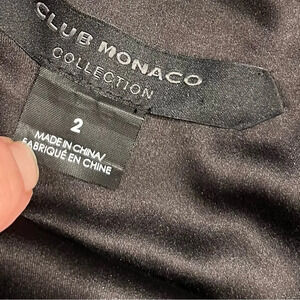 CLUB MONACO
COLLECTION
2
MADE IN CHINA/
FABRIQUÉ EN CHINE